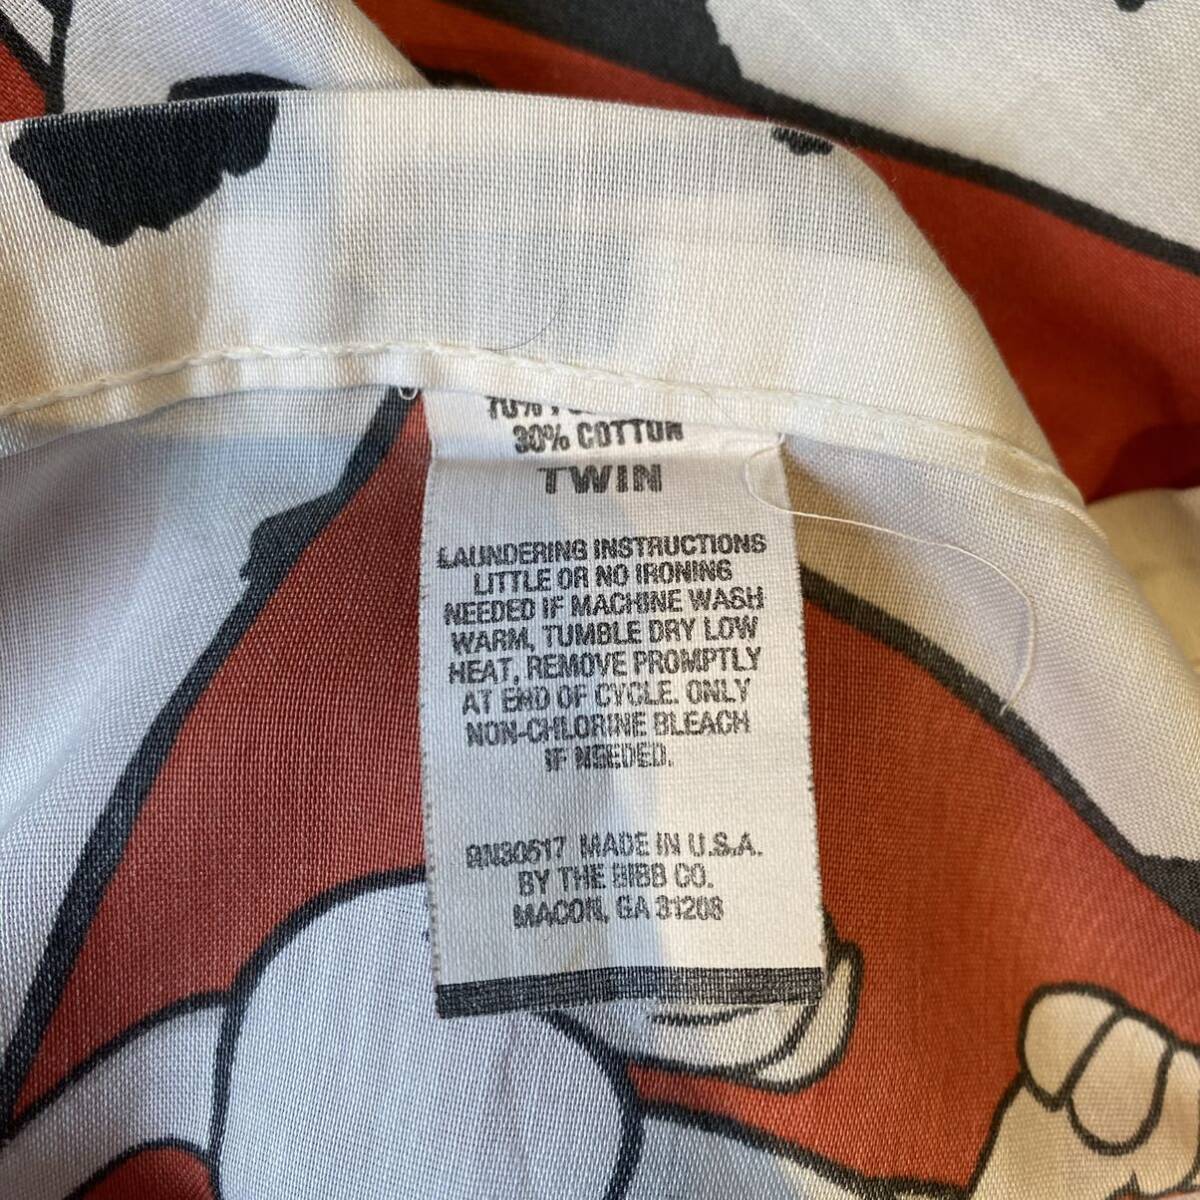 70%
30% COTTON
TWIN
LAUNDERING INSTRUCTIONS
LITTLE OR NO IRONING
NEEDED IF MACHINE WASH
WARM, TUMBLE DRY LOW
HEAT, REMOVE PROMPTLY
AT END OF CYCLE. ONLY
NON-CHLORINE BLEACH
IF NEEDED.
RN30517 MADE IN U.S.A.
BY THE BIBB CO.
MACON, GA 31208